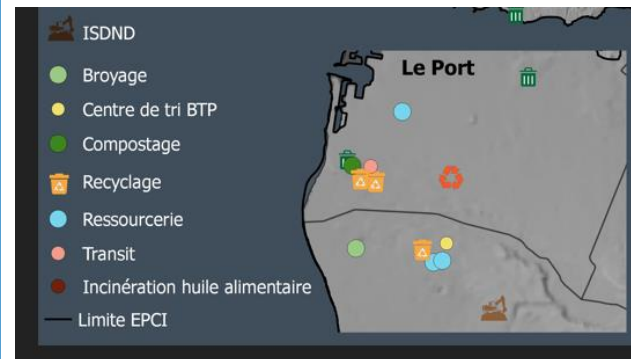 ISDND
Broyage
Centre de tri BTP
Compostage
Recyclage
Ressourcerie
Transit
Incinération huile alimentaire
Limite EPCI
Le Port